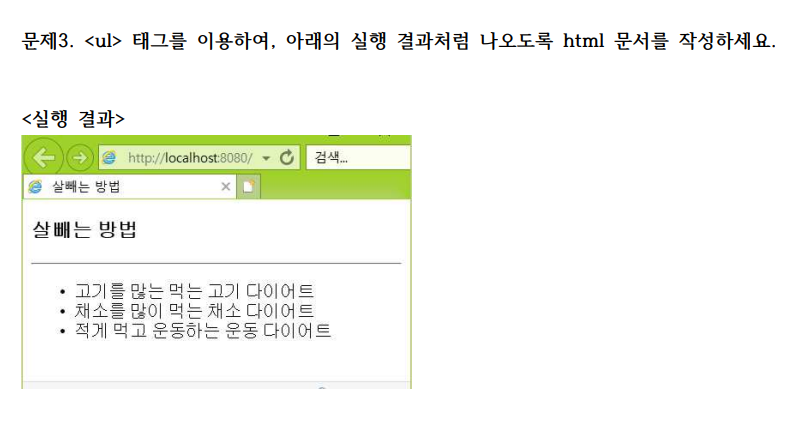 문제3. <ul> 태그를 이용하여, 아래의 실행 결과처럼 나오도록 html 문서를 작성하세요.
<실행 결과>
http://localhost:8080/
검색...
살빼는 방법
살빼는 방법
• 고기를 많는 먹는 고기 다이어트
• 채소를 많이 먹는 채소 다이어트
• 적게 먹고 운동하는 운동 다이어트